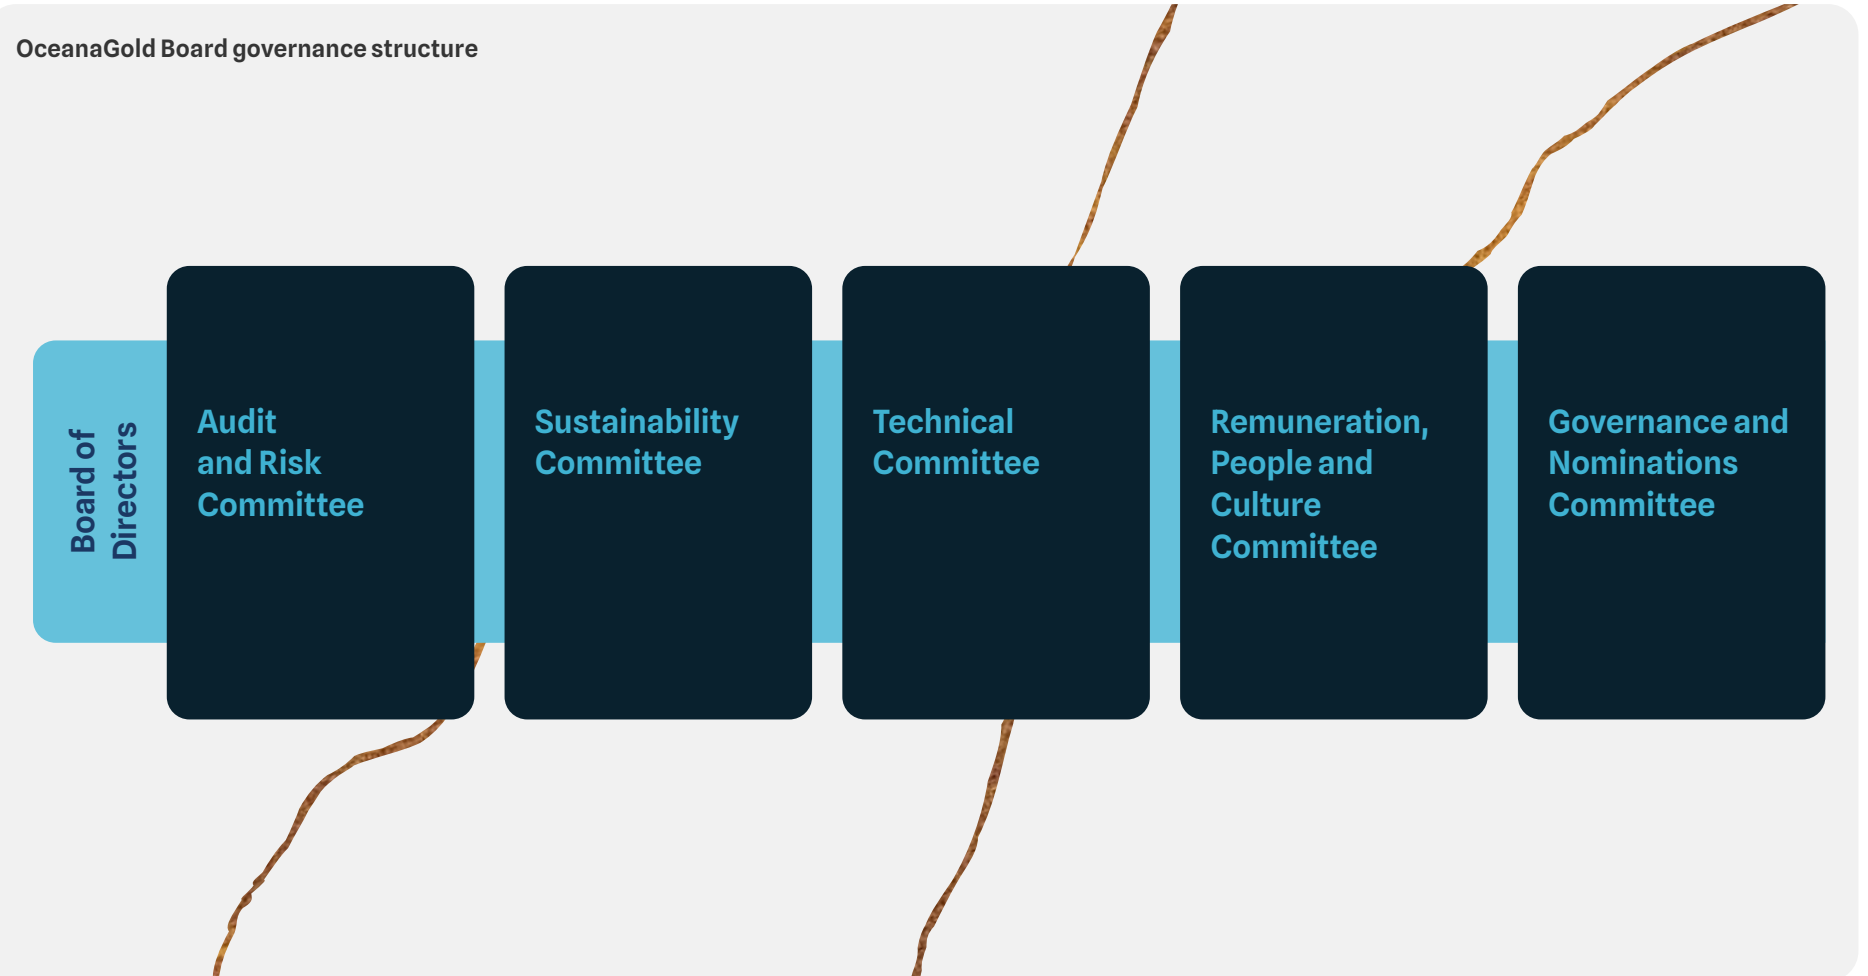 OceanaGold Board governance structure
Board of
Directors
Audit
and Risk
Committee
Sustainability
Committee
Technical
Committee
Remuneration,
People and
Culture
Committee
Governance and
Nominations
Committee